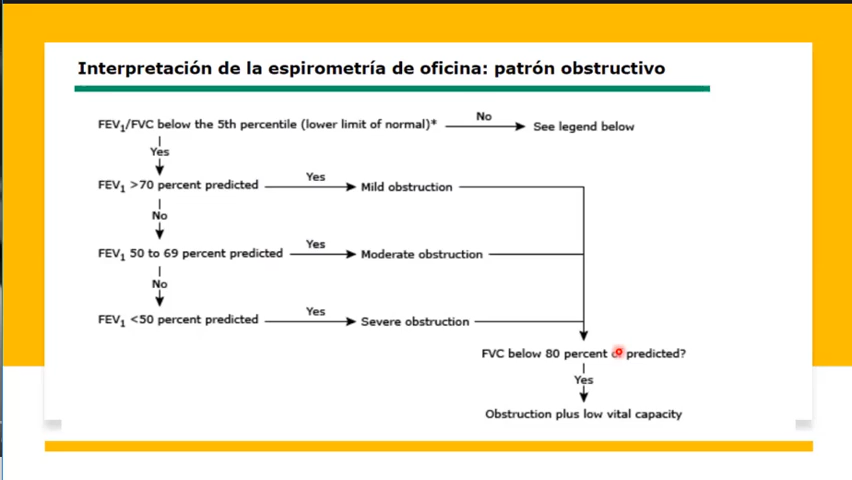 Interpretación de la espirometría de oficina: patrón obstructivo
FEV1/FVC below the 5th percentile (lower limit of normal)*
No
See legend below
Yes
FEV1 >70 percent predicted
Yes
Mild obstruction
No
FEV1 50 to 69 percent predicted
Yes
Moderate obstruction
No
FEV1 <50 percent predicted
Yes
Severe obstruction
FVC below 80 percent predicted?
Yes
Obstruction plus low vital capacity